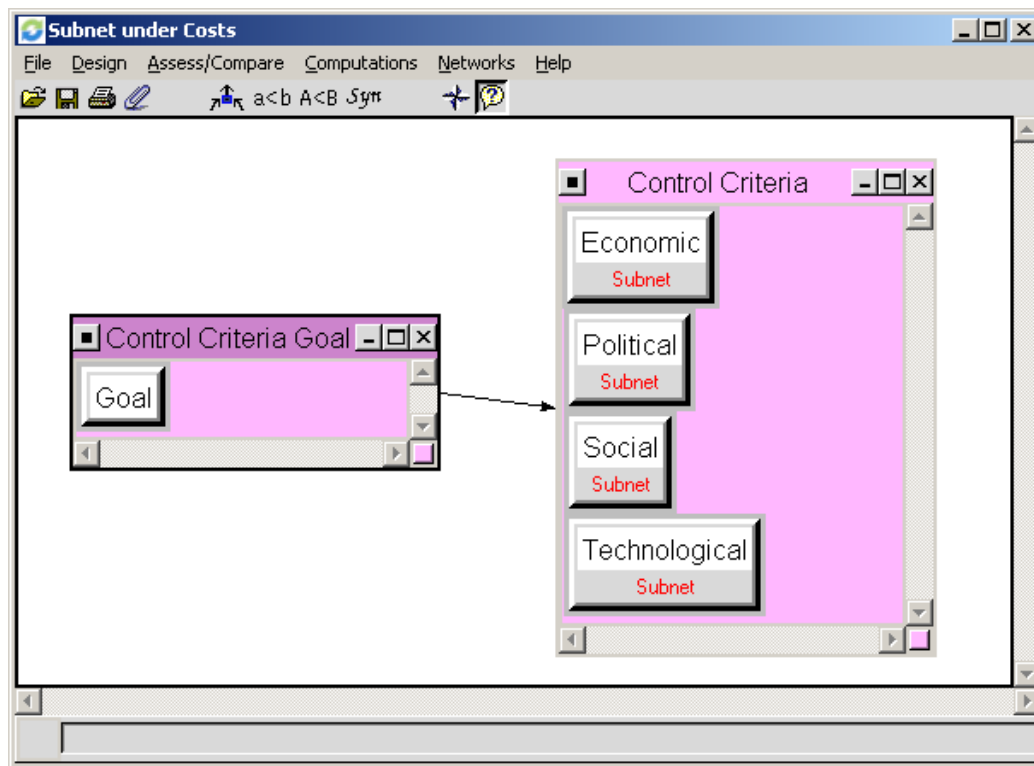 Subnet under Costs
File Design Assess/Compare Computations Networks Help
a<b A<B Syn
Control Criteria
Economic
Subnet
Political
Subnet
Control Criteria Goal
Goal
Social
Subnet
Technological
Subnet